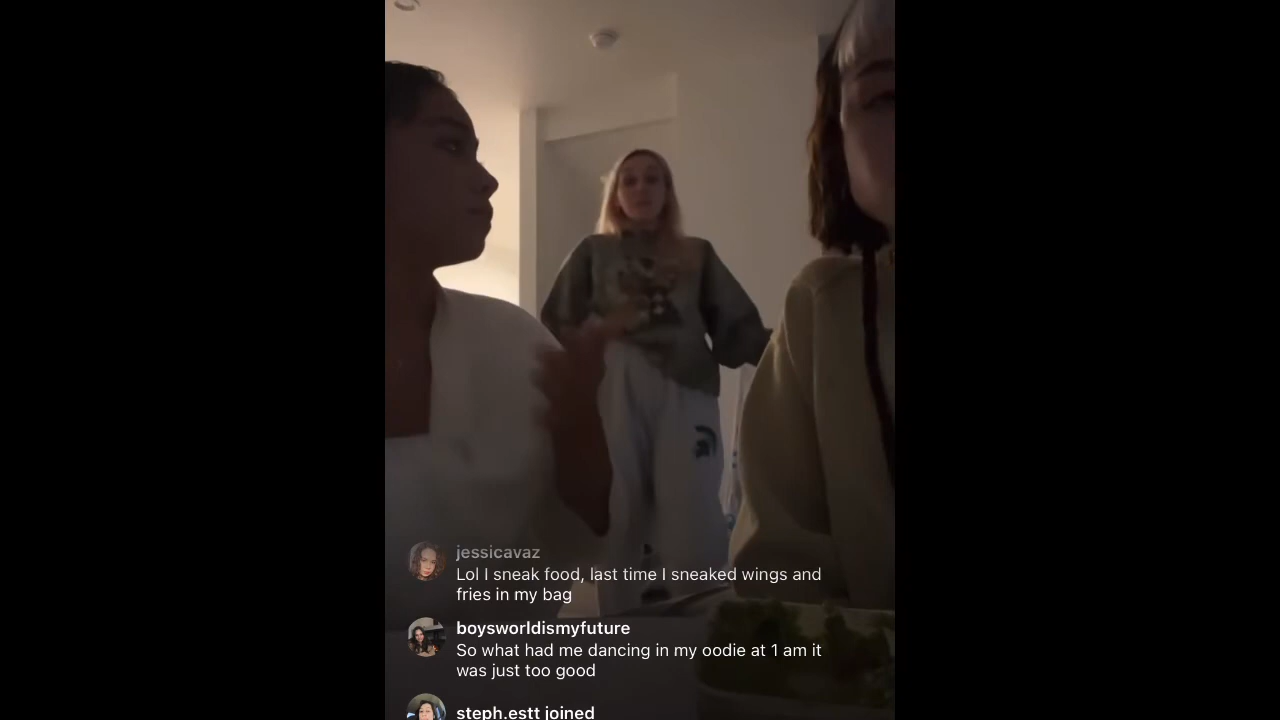 jessicavaz
Lol I sneak food, last time I sneaked wings and
fries in my bag
boysworldismyfuture
So what had me dancing in my oodie at 1 am it
was just too good
steph.estt joined